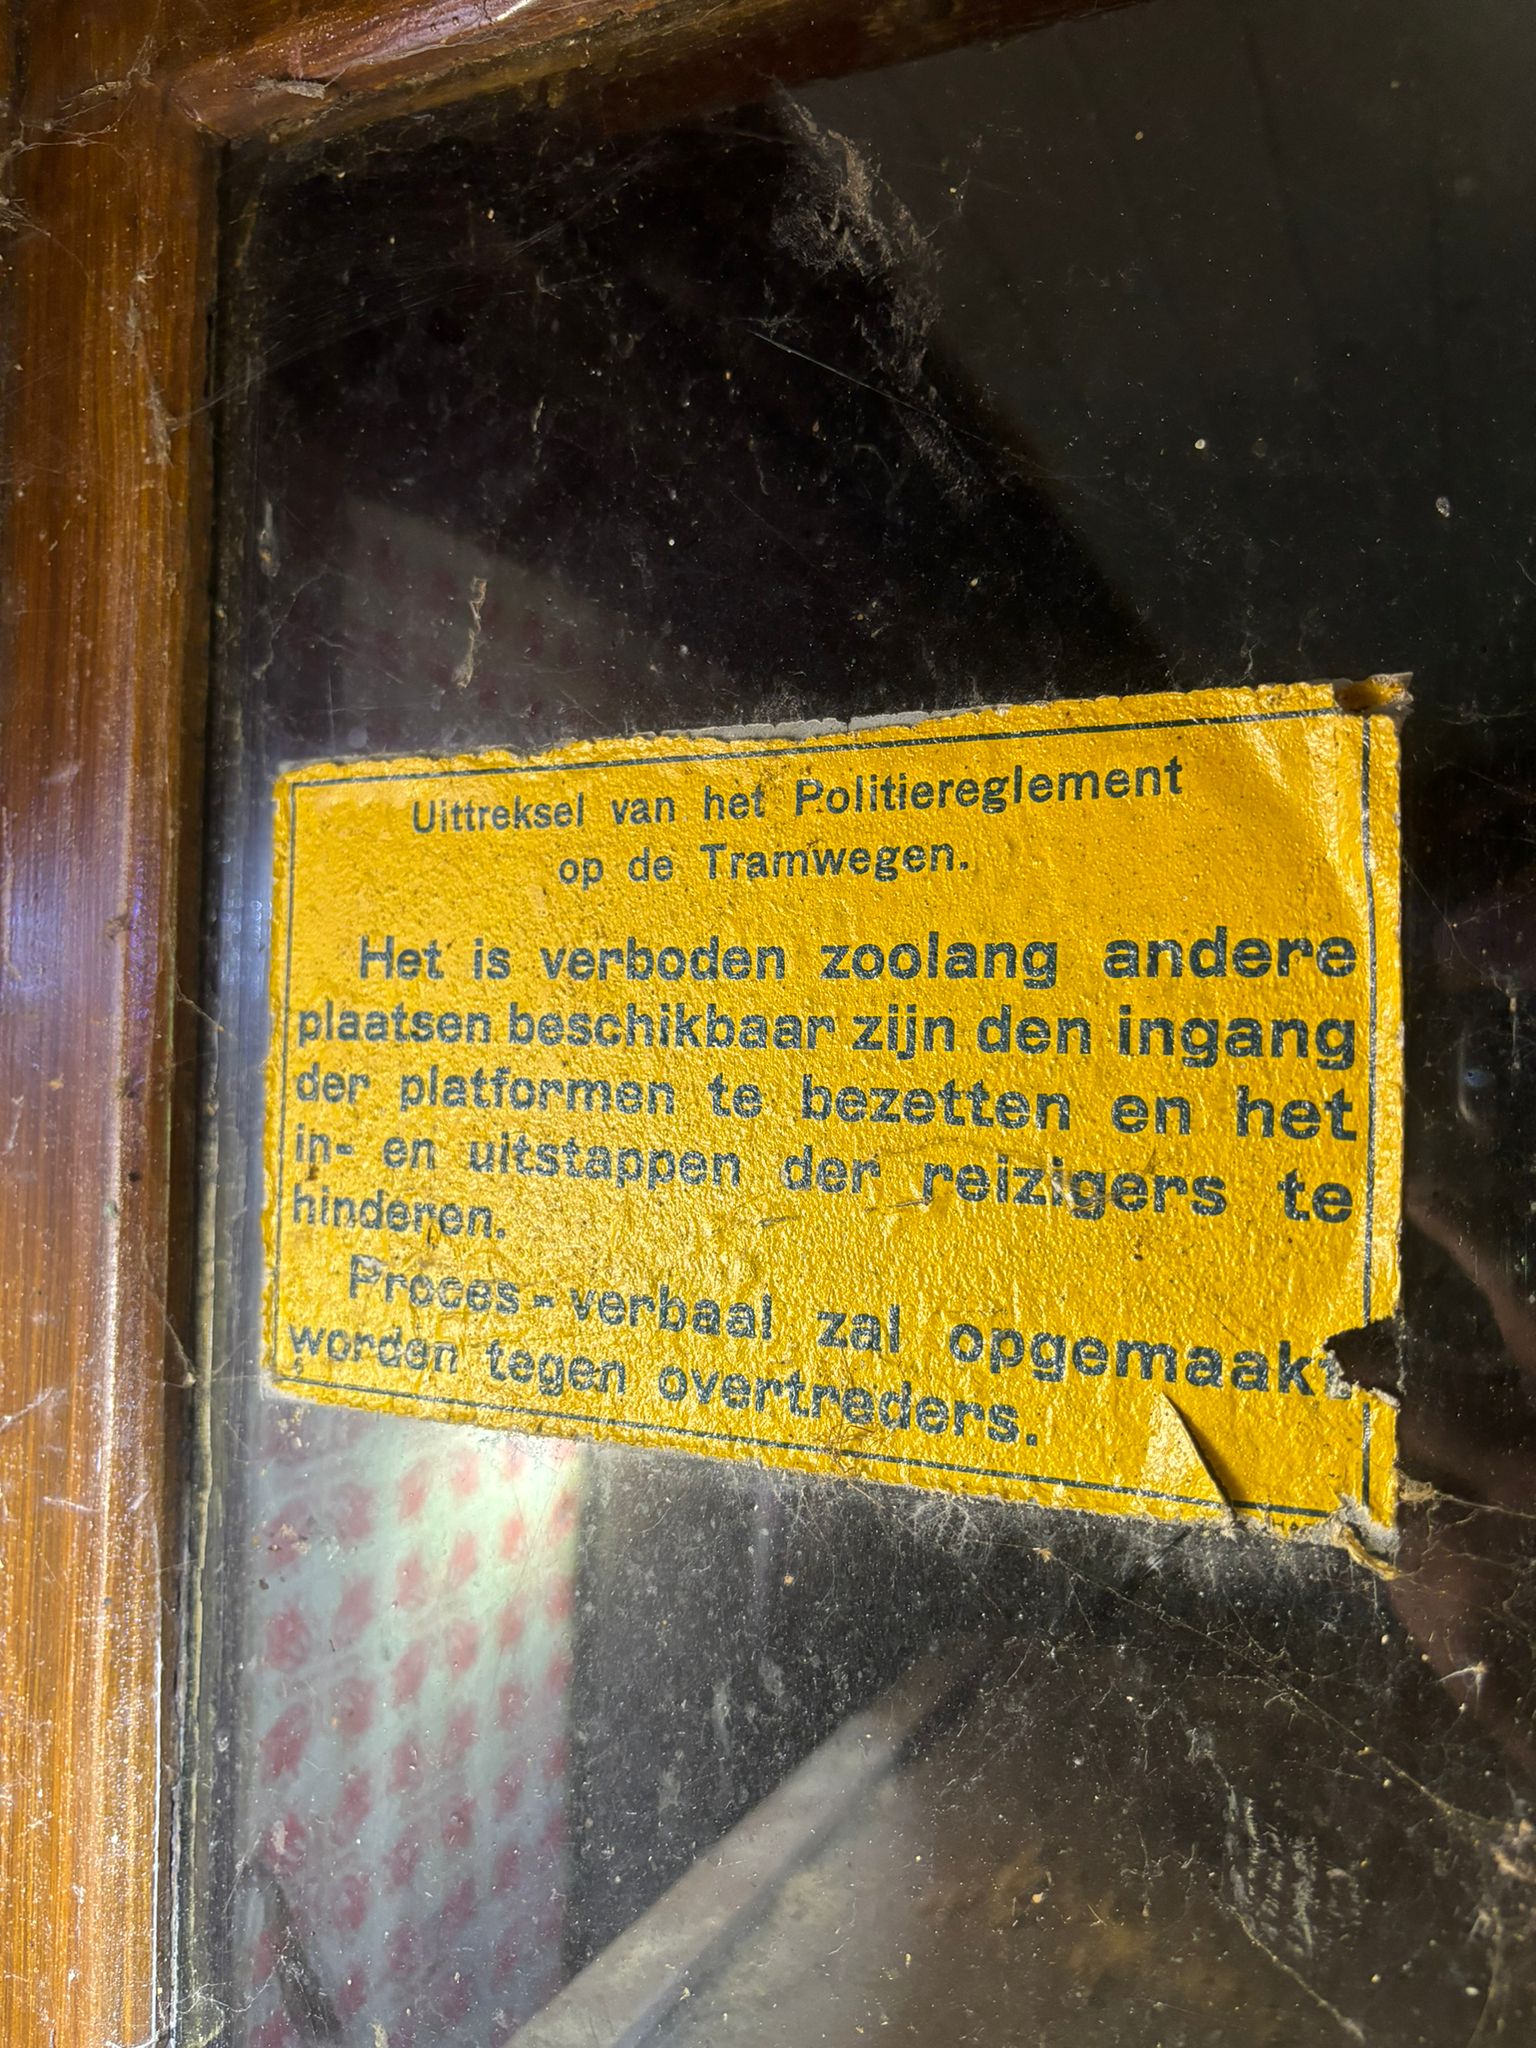 Uittreksel van het Politiereglement
op de Tramwegen.
Het is verboden zoolang andere
plaatsen beschikbaar zijn den ingang
der platformen te bezetten en het
in- en uitstappen der reizigers te
hinderen.
Proces-verbaal zal opgemaakt
worden tegen overtreders.